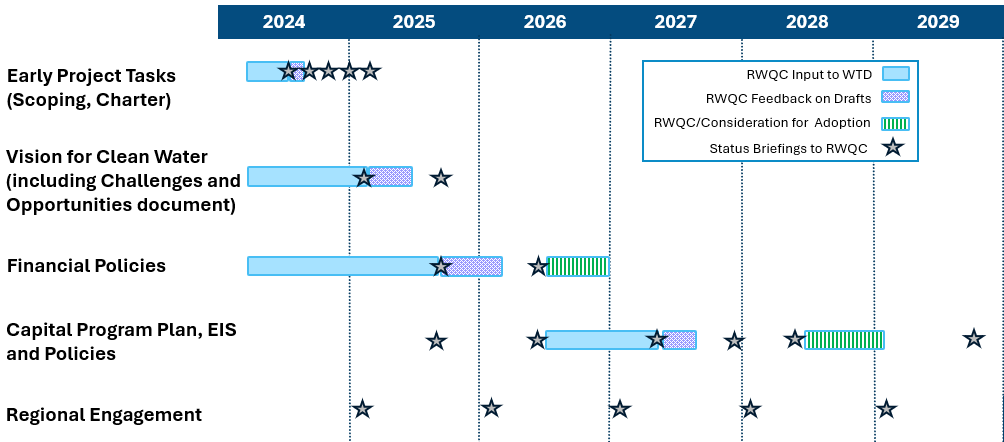 2024 2025 2026 2027 2028 2029
Early Project Tasks
(Scoping, Charter)
RWQC Input to WTD
RWQC Feedback on Drafts
RWQC/Consideration for Adoption
Status Briefings to RWQC
Vision for Clean Water
(including Challenges and
Opportunities document)
Financial Policies
Capital Program Plan, EIS
and Policies
Regional Engagement